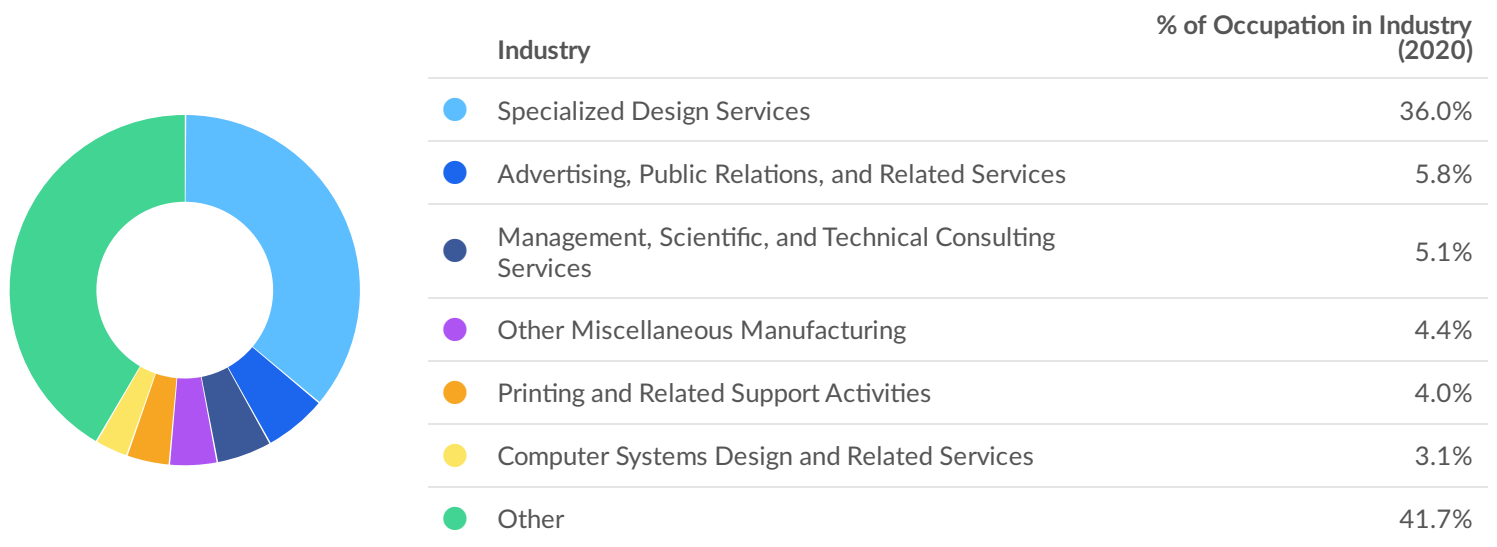 % of Occupation in Industry
Industry (2020)
Specialized Design Services 36.0%
Advertising, Public Relations, and Related Services 5.8%
Management, Scientific, and Technical Consulting
Services 5.1%
Other Miscellaneous Manufacturing 4.4%
Printing and Related Support Activities 4.0%
Computer Systems Design and Related Services 3.1%
Other 41.7%